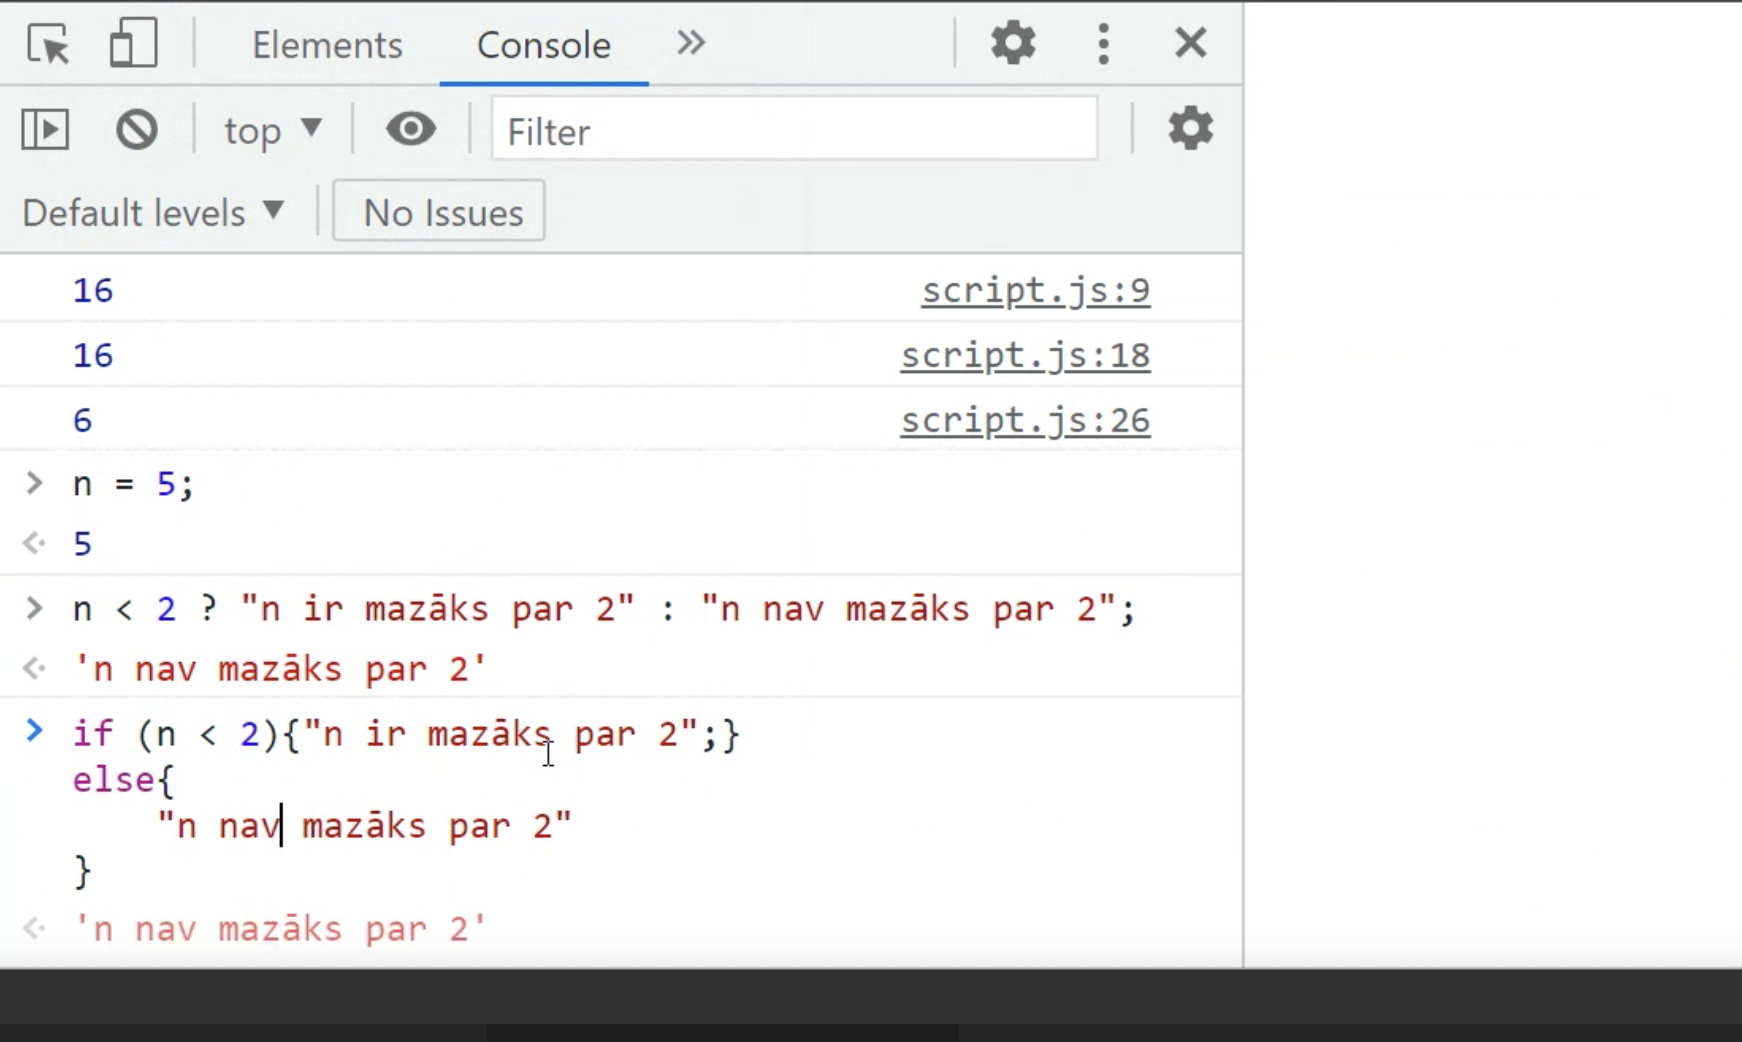 Elements Console
top Filter
Default levels No Issues
16 script.js:9
16 script.js:18
6 script.js:26
> n = 5;
5
> n < 2 ? "n ir mazāks par 2" : "n nav mazāks par 2";
'n nav mazāks par 2'
> if (n < 2){"n ir mazāks par 2";}
else{
"n nav mazāks par 2"
}
'n nav mazāks par 2'